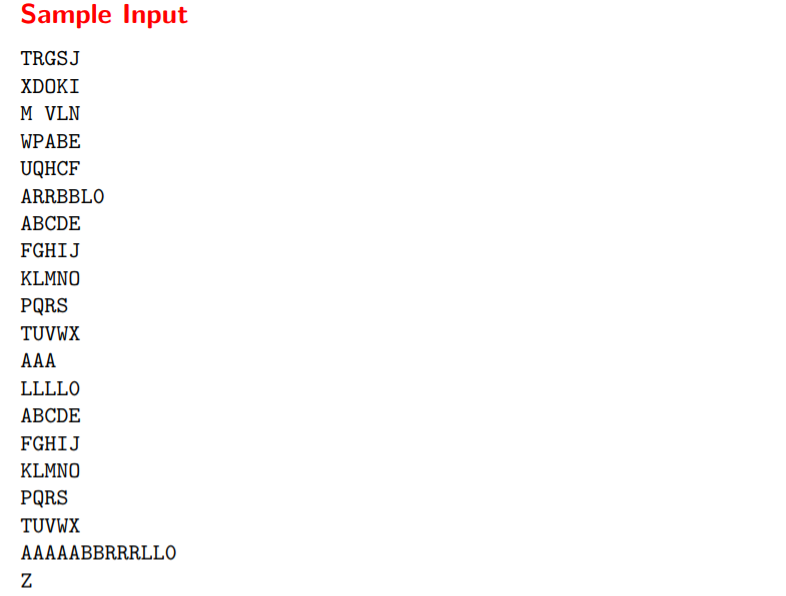 Sample Input
TRGSJ
XDOKI
M VLN
WPABE
UQHCF
ARRBBL0
ABCDE
FGHIJ
KLMNO
PQRS
TUVWX
AAA
LLLL0
ABCDE
FGHIJ
KLMNO
PQRS
TUVWX
AAAAABBRRRLL0
Z